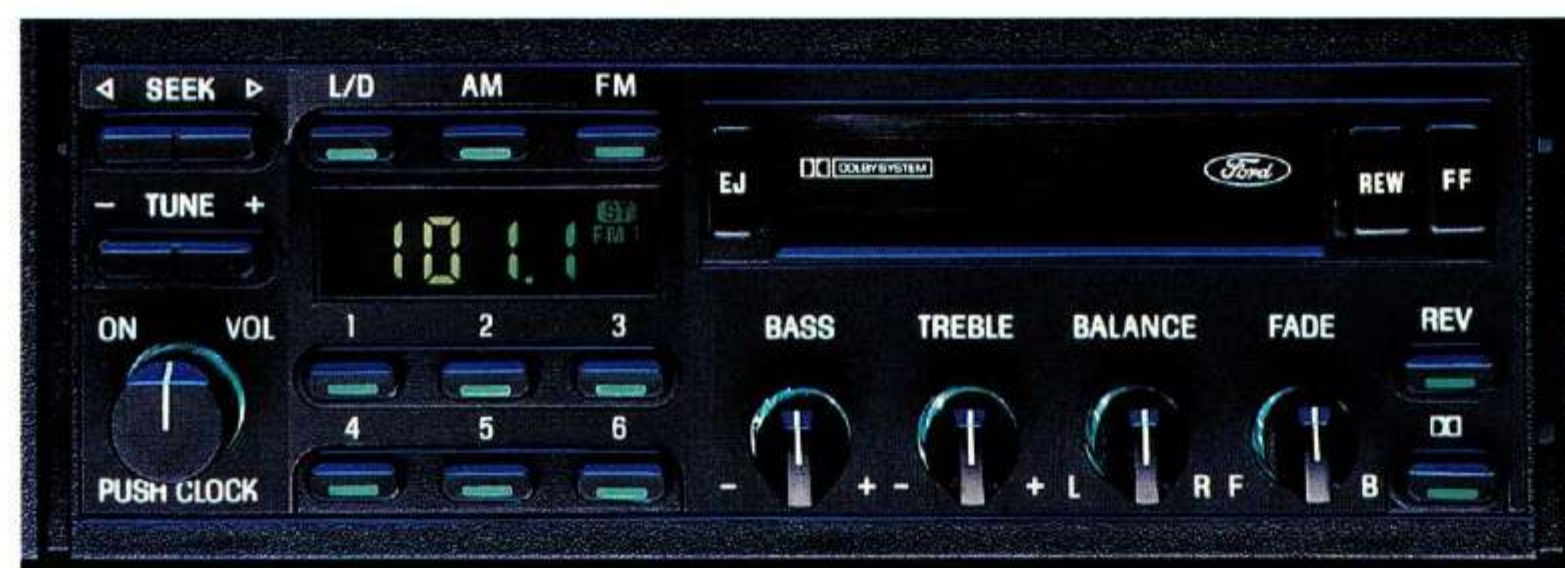 ◁ SEEK ▷
L/D AM FM
- TUNE +
101.1 ST
FM 1
EJ
DOLBY SYSTEM
Ford
REW FF
ON VOL
PUSH CLOCK
1 2 3
4 5 6
BASS TREBLE BALANCE FADE
- + - + L R F B
REV